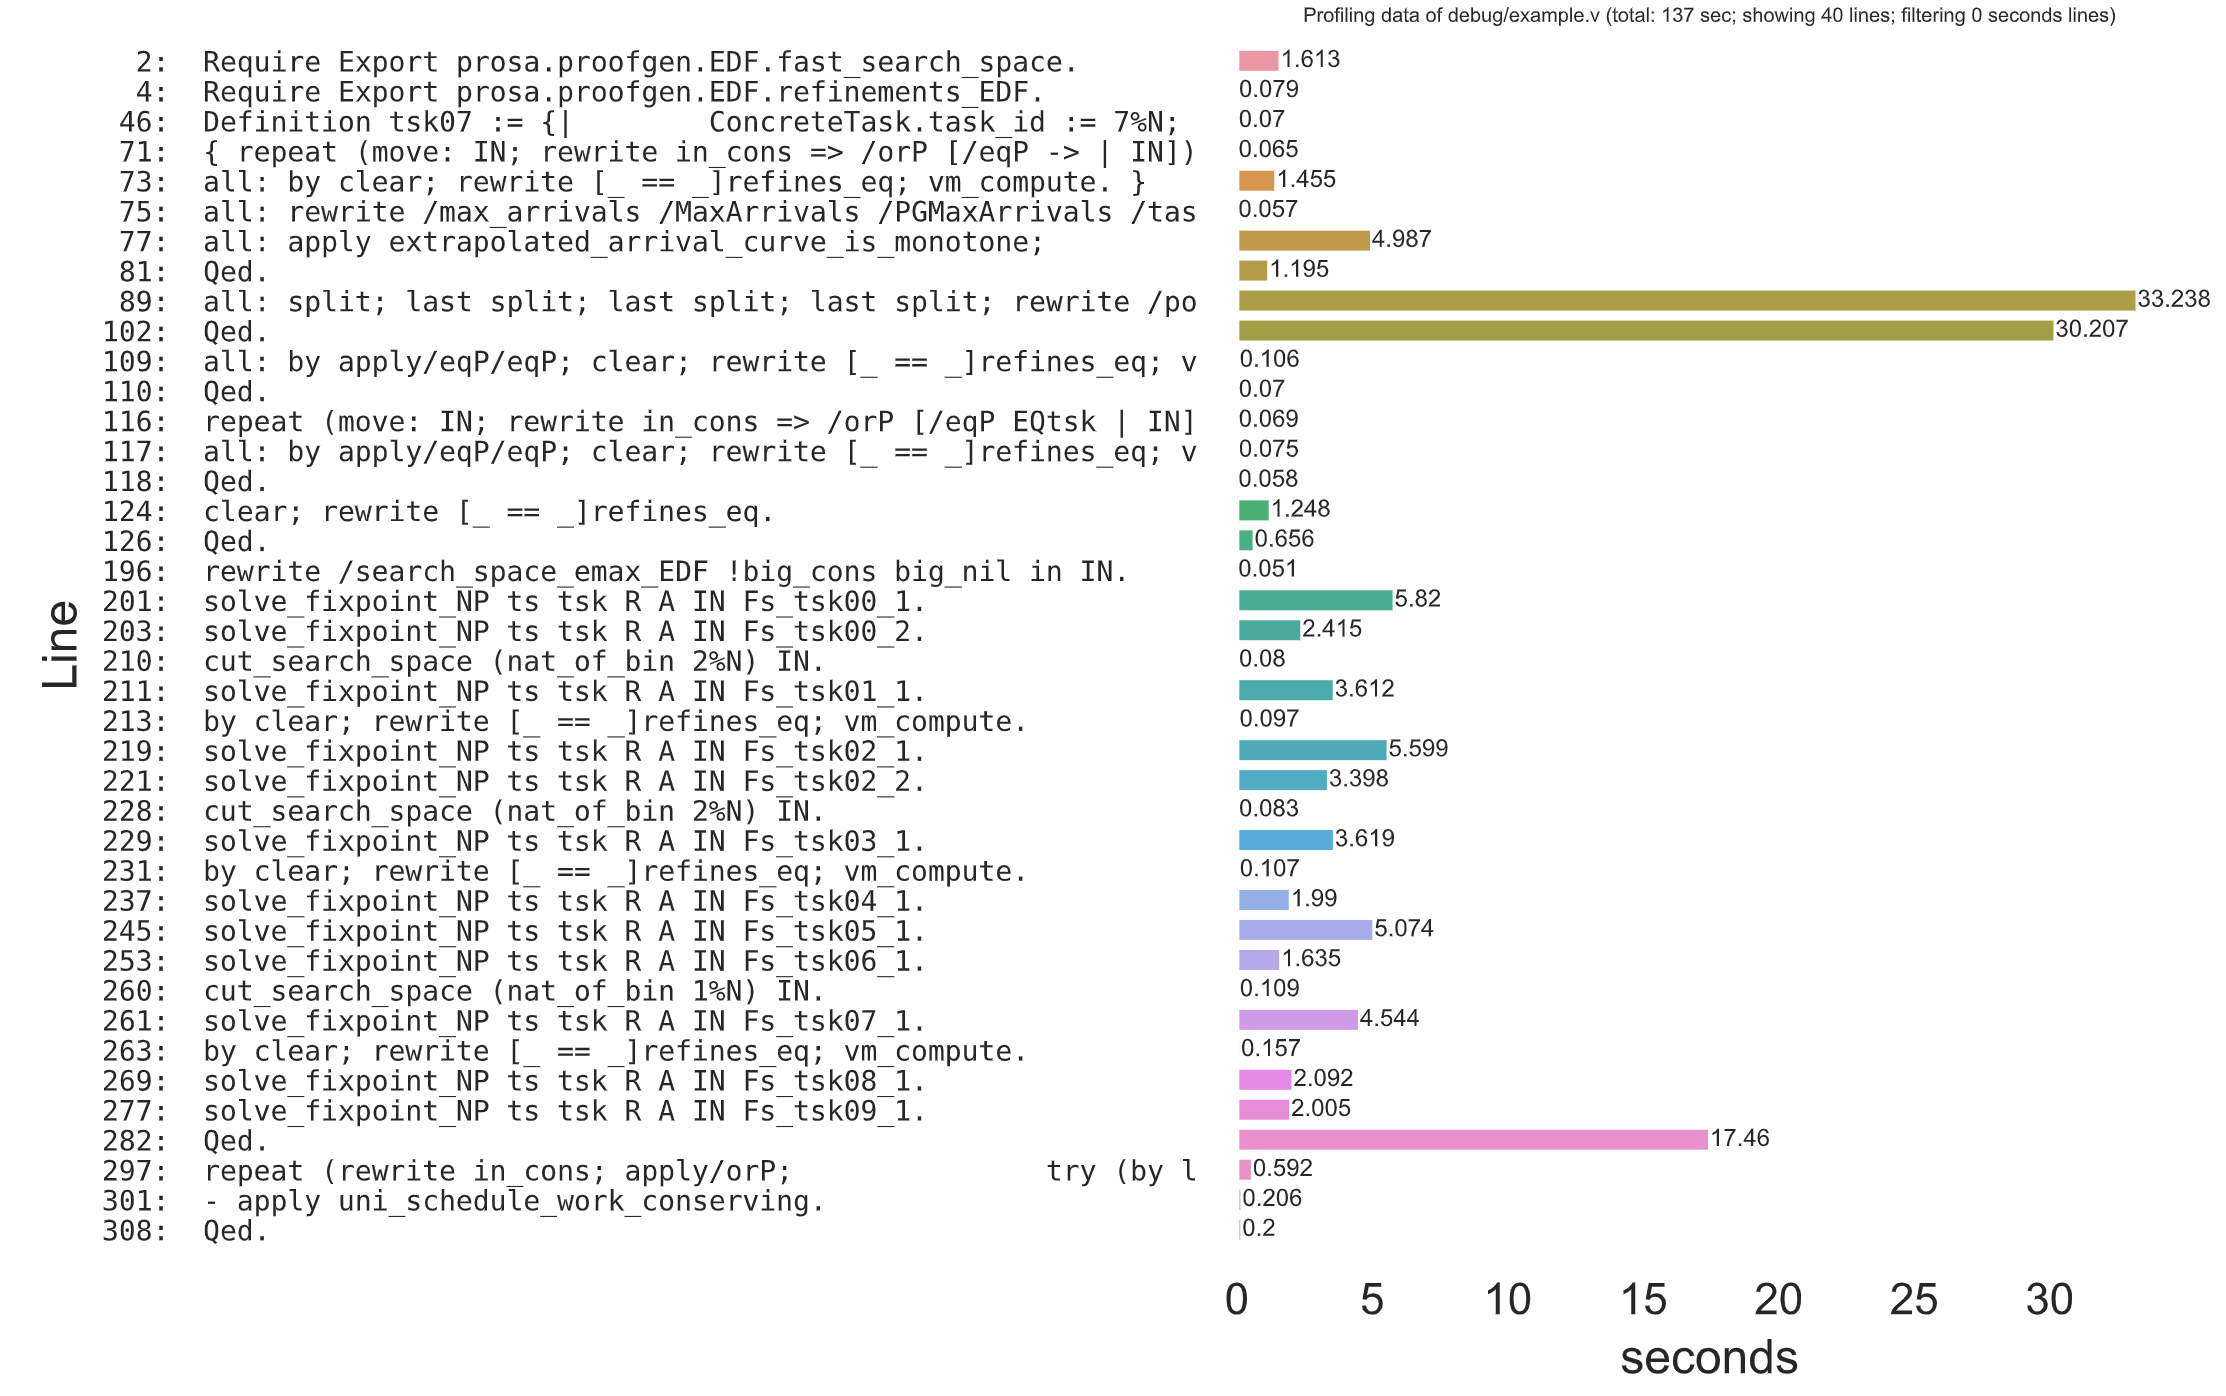 Profiling data of debug/example.v (total: 137 sec; showing 40 lines; filtering 0 seconds lines)
2: Require Export prosa.proofgen.EDF.fast_search_space. 1.613
4: Require Export prosa.proofgen.EDF.refinements_EDF. 0.079
46: Definition tsk07 := {|        ConcreteTask.task_id := 7%N; 0.07
71: { repeat (move: IN; rewrite in_cons => /orP [/eqP -> | IN]) 0.065
73: all: by clear; rewrite [_ == _]refines_eq; vm_compute. } 1.455
75: all: rewrite /max_arrivals /MaxArrivals /PGMaxArrivals /tas 0.057
77: all: apply extrapolated_arrival_curve_is_monotone; 4.987
81: Qed. 1.195
89: all: split; last split; last split; last split; rewrite /po 33.238
102: Qed. 30.207
109: all: by apply/eqP/eqP; clear; rewrite [_ == _]refines_eq; v 0.106
110: Qed. 0.07
116: repeat (move: IN; rewrite in_cons => /orP [/eqP EQtsk | IN] 0.069
117: all: by apply/eqP/eqP; clear; rewrite [_ == _]refines_eq; v 0.075
118: Qed. 0.058
124: clear; rewrite [_ == _]refines_eq. 1.248
126: Qed. 0.656
196: rewrite /search_space_emax_EDF !big_cons big_nil in IN. 0.051
201: solve_fixpoint_NP ts tsk R A IN Fs_tsk00_1. 5.82
203: solve_fixpoint_NP ts tsk R A IN Fs_tsk00_2. 2.415
210: cut_search_space (nat_of_bin 2%N) IN. 0.08
211: solve_fixpoint_NP ts tsk R A IN Fs_tsk01_1. 3.612
213: by clear; rewrite [_ == _]refines_eq; vm_compute. 0.097
219: solve_fixpoint_NP ts tsk R A IN Fs_tsk02_1. 5.599
221: solve_fixpoint_NP ts tsk R A IN Fs_tsk02_2. 3.398
228: cut_search_space (nat_of_bin 2%N) IN. 0.083
229: solve_fixpoint_NP ts tsk R A IN Fs_tsk03_1. 3.619
231: by clear; rewrite [_ == _]refines_eq; vm_compute. 0.107
237: solve_fixpoint_NP ts tsk R A IN Fs_tsk04_1. 1.99
245: solve_fixpoint_NP ts tsk R A IN Fs_tsk05_1. 5.074
253: solve_fixpoint_NP ts tsk R A IN Fs_tsk06_1. 1.635
260: cut_search_space (nat_of_bin 1%N) IN. 0.109
261: solve_fixpoint_NP ts tsk R A IN Fs_tsk07_1. 4.544
263: by clear; rewrite [_ == _]refines_eq; vm_compute. 0.157
269: solve_fixpoint_NP ts tsk R A IN Fs_tsk08_1. 2.092
277: solve_fixpoint_NP ts tsk R A IN Fs_tsk09_1. 2.005
282: Qed. 17.46
297: repeat (rewrite in_cons; apply/orP;               try (by l 0.592
301: - apply uni_schedule_work_conserving. 0.206
308: Qed. 0.2
Line
0 5 10 15 20 25 30
seconds